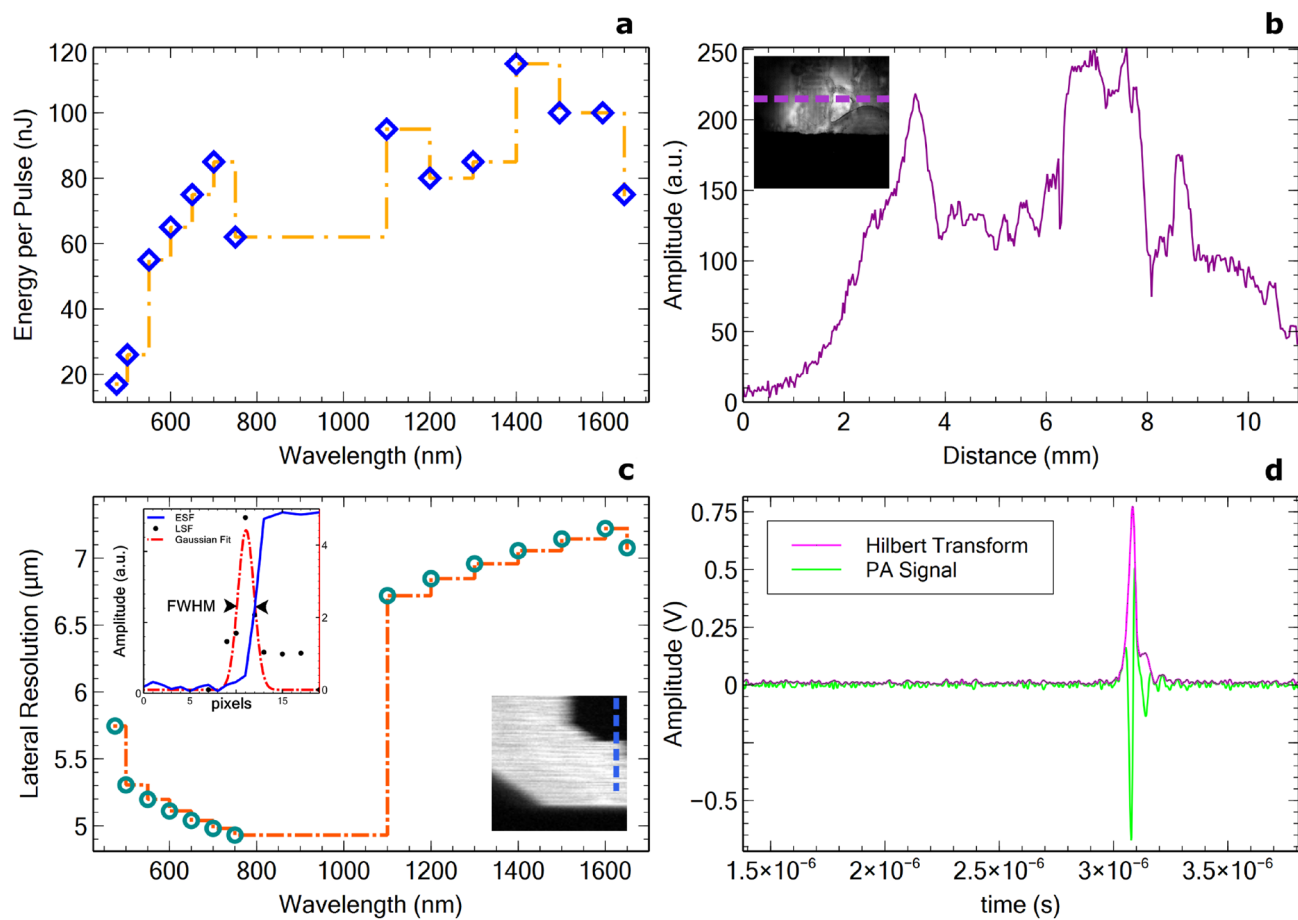 a
120
100
80
60
40
20
600 800 1000 1200 1400 1600
Energy per Pulse (nJ)
Wavelength (nm)
b
250
200
150
100
50
0
0 2 4 6 8 10
Amplitude (a.u.)
Distance (mm)
c
7
6.5
6
5.5
5
600 800 1000 1200 1400 1600
Lateral Resolution (µm)
Wavelength (nm)
ESF
LSF
Gaussian Fit
FWHM
Amplitude (a.u.)
4
2
0
0
0 5 10 15
pixels
d
0.75
0.5
0.25
0
−0.5
Hilbert Transform
PA Signal
Amplitude (V)
1.5×10⁻⁶ 2×10⁻⁶ 2.5×10⁻⁶ 3×10⁻⁶ 3.5×10⁻⁶
time (s)